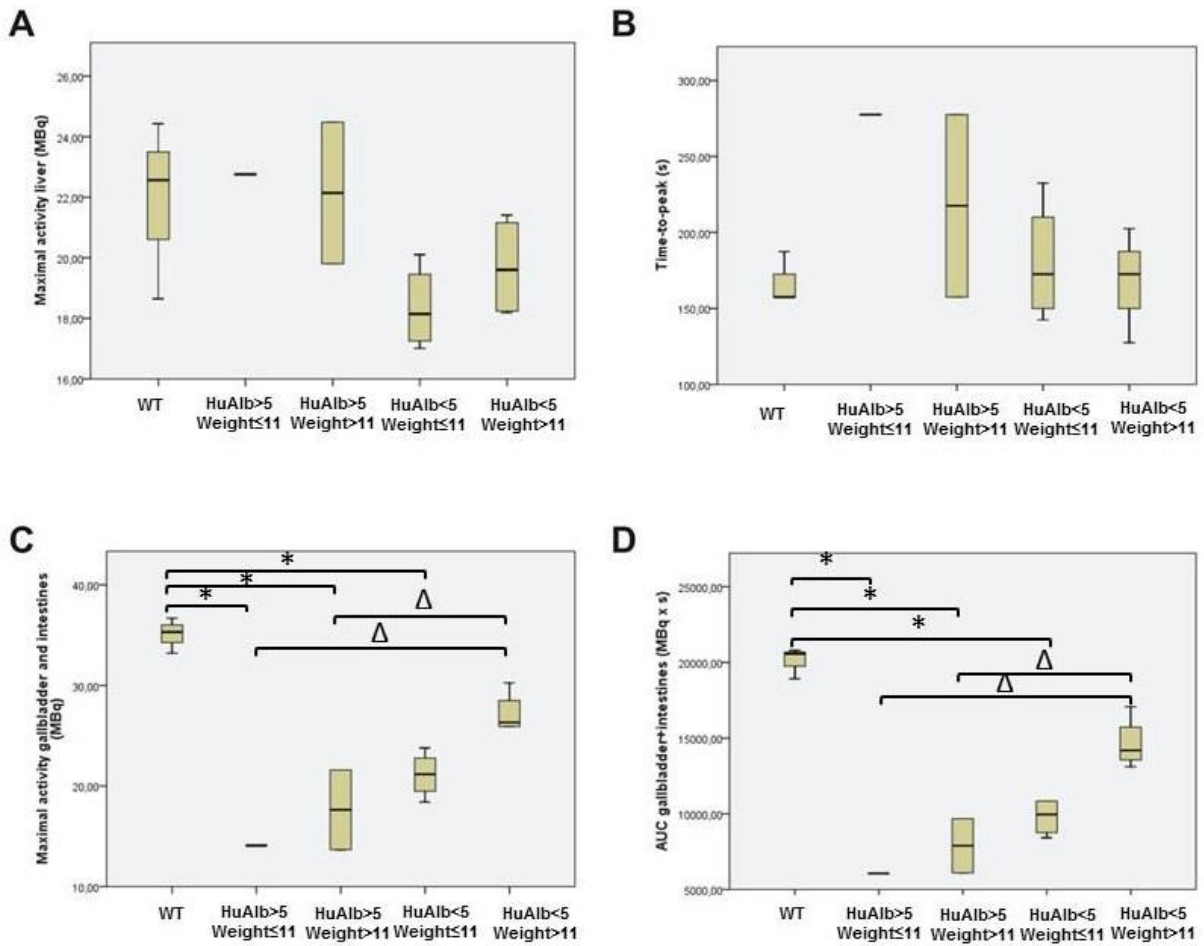 A
Maximal activity liver (MBq)
26,00
24,00
22,00
20,00
18,00
16,00
WT
HuAlb>5
Weight≤11
HuAlb>5
Weight>11
HuAlb<5
Weight≤11
HuAlb<5
Weight>11
B
Time-to-peak (s)
300,00
250,00
200,00
150,00
100,00
WT
HuAlb>5
Weight≤11
HuAlb>5
Weight>11
HuAlb<5
Weight≤11
HuAlb<5
Weight>11
C
Maximal activity gallbladder and intestines
(MBq)
40,00
30,00
20,00
10,00
*
*
*
Δ
Δ
WT
HuAlb>5
Weight≤11
HuAlb>5
Weight>11
HuAlb<5
Weight≤11
HuAlb<5
Weight>11
D
AUC gallbladder+intestines (MBq x s)
25000,00
20000,00
15000,00
10000,00
5000,00
*
*
*
Δ
Δ
WT
HuAlb>5
Weight≤11
HuAlb>5
Weight>11
HuAlb<5
Weight≤11
HuAlb<5
Weight>11